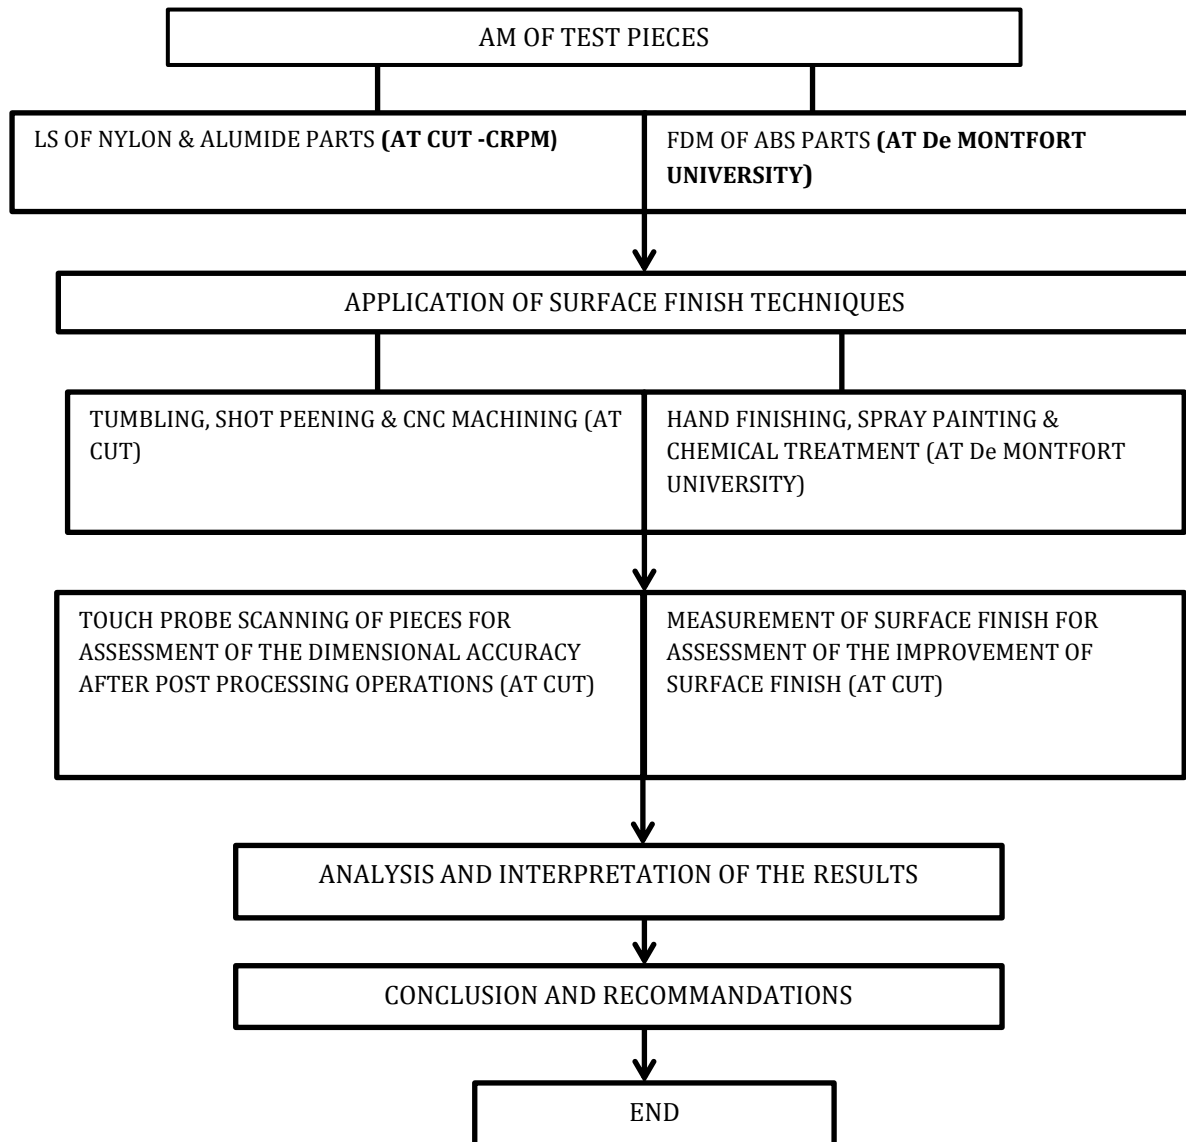 AM OF TEST PIECES
LS OF NYLON & ALUMIDE PARTS (AT CUT -CRPM)
FDM OF ABS PARTS (AT De MONTFORT
UNIVERSITY)
APPLICATION OF SURFACE FINISH TECHNIQUES
TUMBLING, SHOT PEENING & CNC MACHINING (AT
CUT)
HAND FINISHING, SPRAY PAINTING &
CHEMICAL TREATMENT (AT De MONTFORT
UNIVERSITY)
TOUCH PROBE SCANNING OF PIECES FOR
ASSESSMENT OF THE DIMENSIONAL ACCURACY
AFTER POST PROCESSING OPERATIONS (AT CUT)
MEASUREMENT OF SURFACE FINISH FOR
ASSESSMENT OF THE IMPROVEMENT OF
SURFACE FINISH (AT CUT)
ANALYSIS AND INTERPRETATION OF THE RESULTS
CONCLUSION AND RECOMMANDATIONS
END